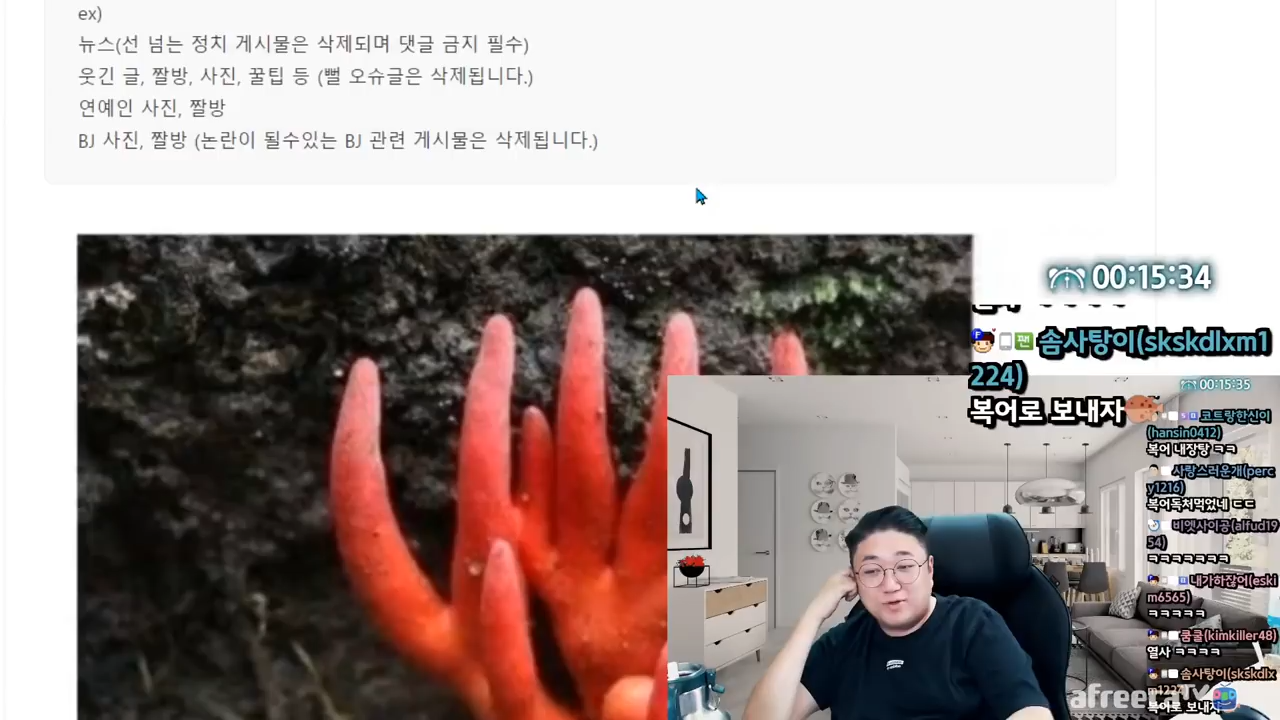 ex)
뉴스(선 넘는 정치 게시물은 삭제되며 댓글 금지 필수)
웃긴 글, 짤방, 사진, 꿀팁 등 (뻘 오슈글은 삭제됩니다.)
연예인 사진, 짤방
BJ 사진, 짤방 (논란이 될수있는 BJ 관련 게시물은 삭제됩니다.)
00:15:34
팬 솜사탕이(skskdlxm1
224)
복어로 보내자
00:15:35
코트랑한신이
(hansin0412)
복어 내장탕 ㅋㅋ
사랑스러운개(perc
y1216)
복어독처먹었네 ㄷㄷ
비엣사이공(alfud19
54)
ㅋㅋㅋㅋㅋㅋㅋ
내가하잖어(eski
m6565)
ㅋㅋㅋㅋㅋ
쿰쿨(kimkiller48)
열사 ㅋㅋㅋㅋ
솜사탕이(skskdlx
m1224)
복어로 보내자
afreecaTV